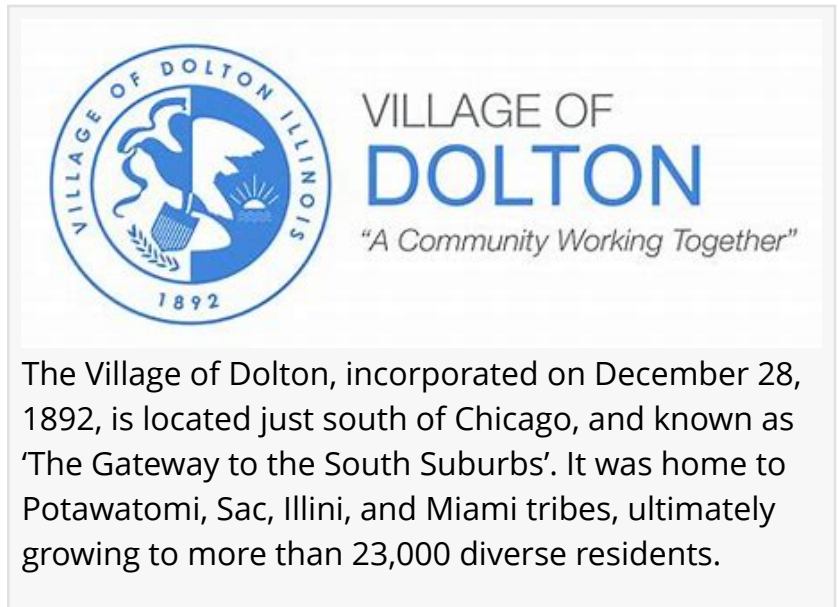 VILLAGE OF DOLTON ILLINOIS
1892
VILLAGE OF
DOLTON
“A Community Working Together”
The Village of Dolton, incorporated on December 28,
1892, is located just south of Chicago, and known as
‘The Gateway to the South Suburbs’. It was home to
Potawatomi, Sac, Illini, and Miami tribes, ultimately
growing to more than 23,000 diverse residents.